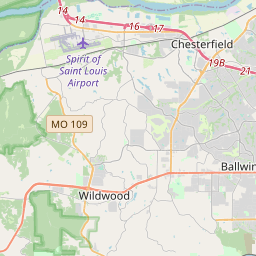 14
14
16
17
Chesterfield
Spirit of
Saint Louis
Airport
19B
21
MO 109
Ballwin
Wildwood